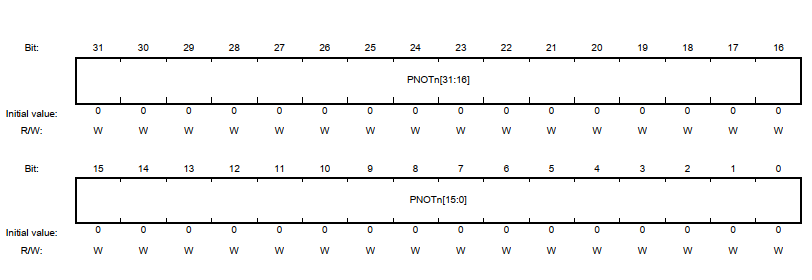 Bit: 31 30 29 28 27 26 25 24 23 22 21 20 19 18 17 16
PNOTn[31:16]
Initial value: 0 0 0 0 0 0 0 0 0 0 0 0 0 0 0 0
R/W: W W W W W W W W W W W W W W W W
Bit: 15 14 13 12 11 10 9 8 7 6 5 4 3 2 1 0
PNOTn[15:0]
Initial value: 0 0 0 0 0 0 0 0 0 0 0 0 0 0 0 0
R/W: W W W W W W W W W W W W W W W W